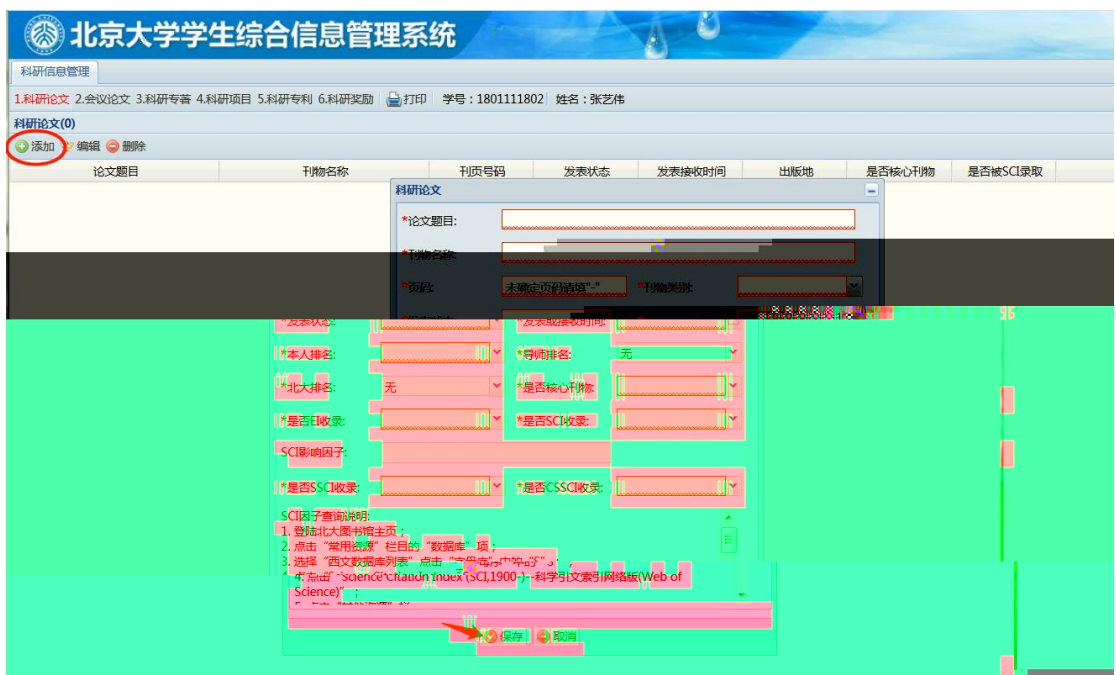 北京大学学生综合信息管理系统
科研信息管理
1.科研论文 2.会议论文 3.科研专著 4.科研项目 5.科研专利 6.科研奖励 打印 学号：1801111802 姓名：张艺伟
科研论文(0)
添加 编辑 删除
论文题目 刊物名称 刊页号码 发表状态 发表接收时间 出版地 是否核心刊物 是否被SCI录取
科研论文
*论文题目:
*刊物名称:
*页码: 未确定页码请填"-" *刊物类别:
*发表状态: *发表或接收时间:
*本人排名: *导师排名: 无
*北大排名: 无 *是否核心刊物:
*是否EI收录: *是否SCI收录:
SCI影响因子:
*是否SSCI收录: *是否CSSCI收录:
SCI因子查询说明:
1. 登陆北大图书馆主页；
2. 点击“常用资源”栏目的“数据库”项；
3. 选择“西文数据库列表”点击
4. 点击“Science Citation Index (SCI,1900-)--科学引文索引网络版(Web of
Science)”；
保存 取消